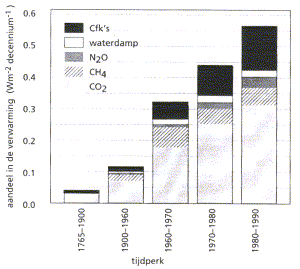 aandeel in de verwarming (Wm-2 decennium-1)
0.6
0.5
0.4
0.3
0.2
0.1
0.0
Cfk's
waterdamp
N2O
CH4
CO2
1765–1900
1900–1960
1960–1970
1970–1980
1980–1990
tijdperk